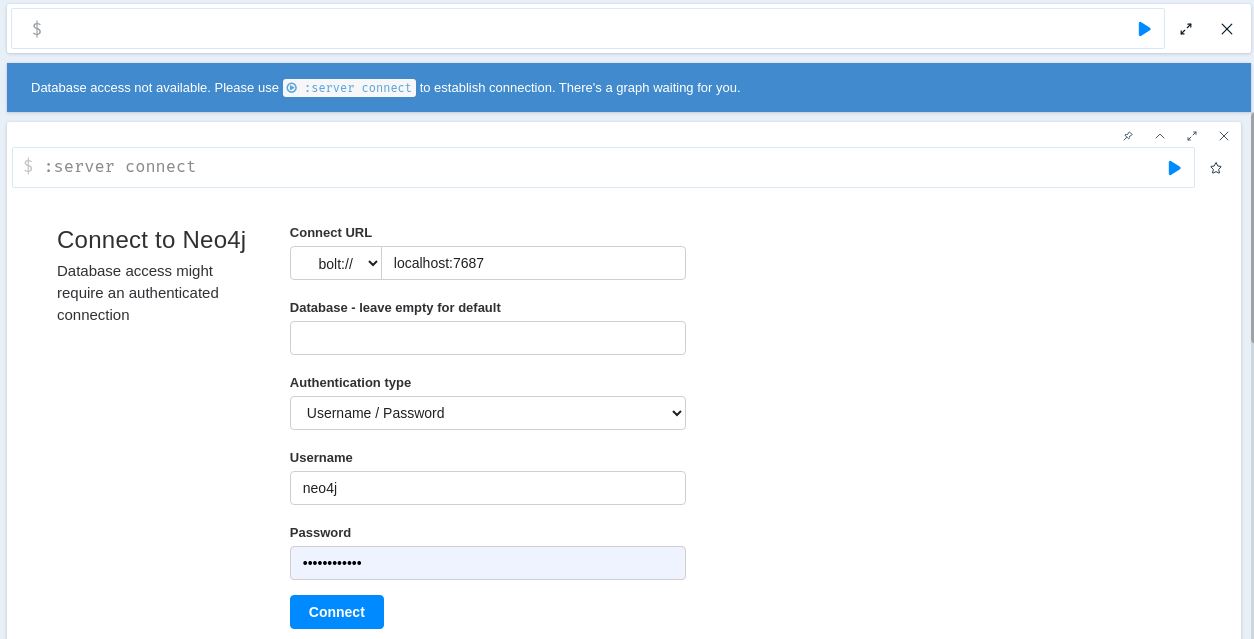 $
Database access not available. Please use :server connect to establish connection. There's a graph waiting for you.
$ :server connect
Connect to Neo4j
Database access might
require an authenticated
connection
Connect URL
bolt:// localhost:7687
Database - leave empty for default
Authentication type
Username / Password
Username
neo4j
Password
••••••••••••
Connect